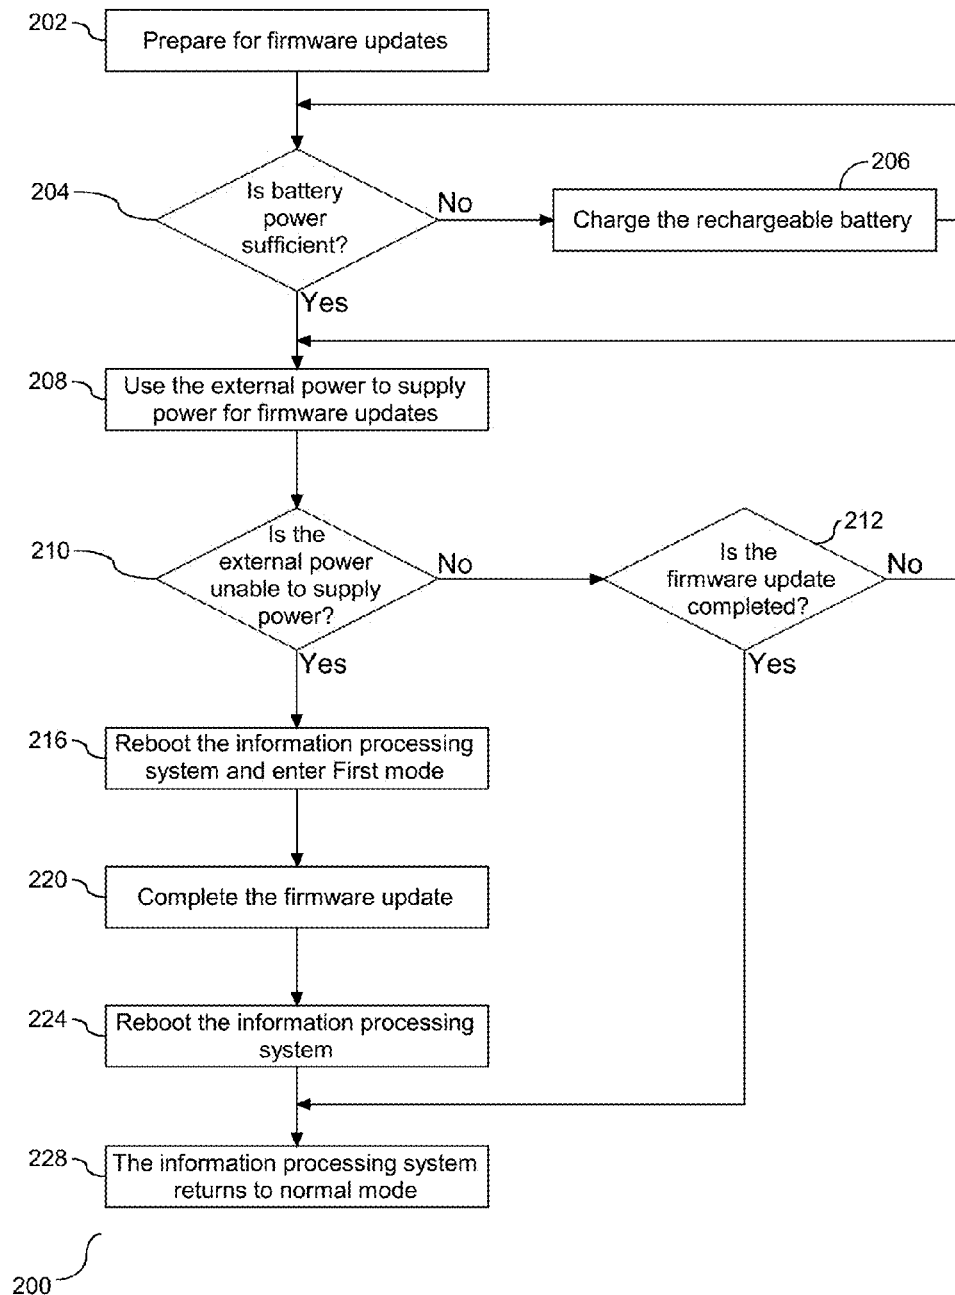 202
Prepare for firmware updates
204
Is battery
power
sufficient?
No
206
Charge the rechargeable battery
Yes
208
Use the external power to supply
power for firmware updates
210
Is the
external power
unable to supply
power?
No
212
Is the
firmware update
completed?
No
Yes
Yes
216
Reboot the information processing
system and enter First mode
220
Complete the firmware update
224
Reboot the information processing
system
228
The information processing system
returns to normal mode
200